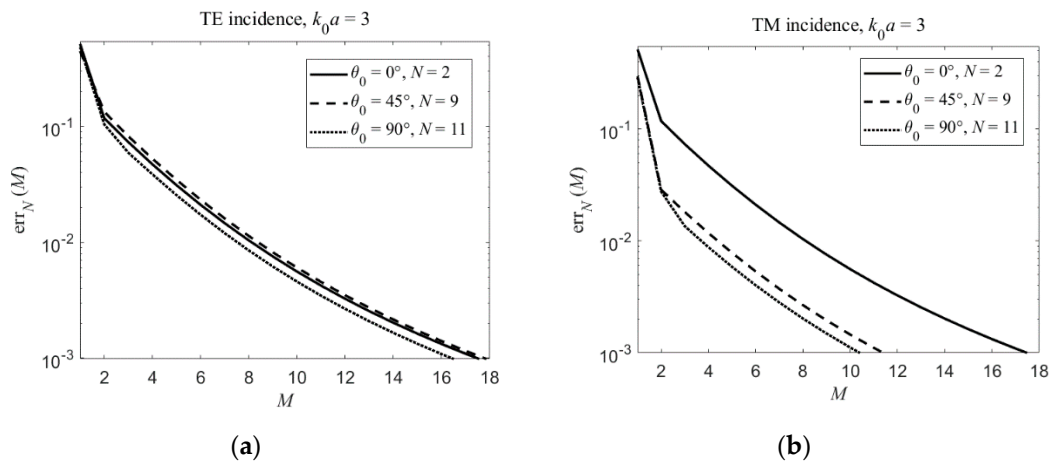 TE incidence, k₀a = 3
θ₀ = 0°, N = 2
θ₀ = 45°, N = 9
θ₀ = 90°, N = 11
10⁻¹
10⁻²
10⁻³
err_N (M)
2 4 6 8 10 12 14 16 18
M
(a)
TM incidence, k₀a = 3
θ₀ = 0°, N = 2
θ₀ = 45°, N = 9
θ₀ = 90°, N = 11
10⁻¹
10⁻²
10⁻³
err_N (M)
2 4 6 8 10 12 14 16 18
M
(b)